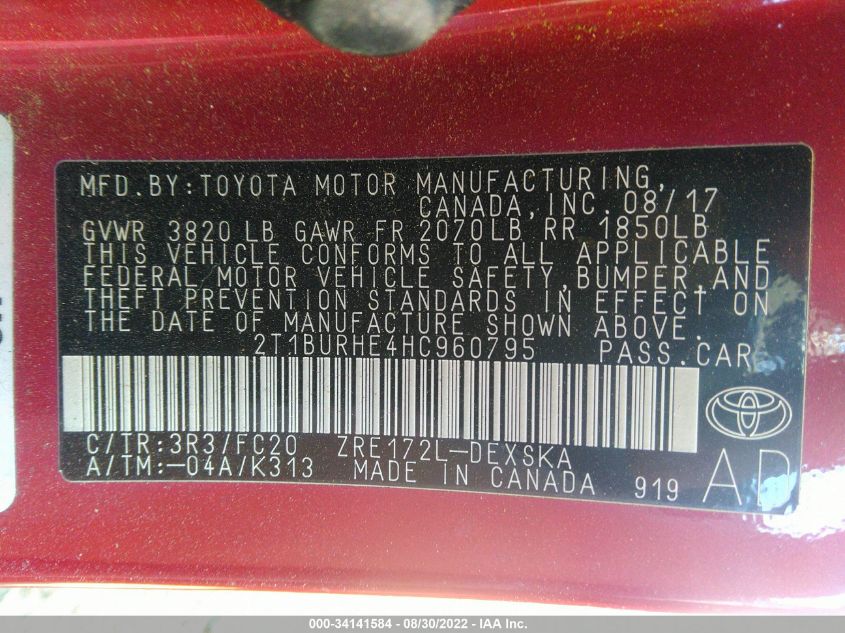 MFD. BY:TOYOTA MOTOR MANUFACTURING,
CANADA, INC. 08/17
GVWR 3820 LB GAWR FR 2070LB RR 1850LB
THIS VEHICLE CONFORMS TO ALL APPLICABLE
FEDERAL MOTOR VEHICLE SAFETY, BUMPER, AND
THEFT PREVENTION STANDARDS IN EFFECT ON
THE DATE OF MANUFACTURE SHOWN ABOVE.
2T1BURHE4HC960795 PASS. CAR
C/TR:3R3/FC20 ZRE172L-DEXSKA
A/TM:-04A/K313 MADE IN CANADA 919 AD
000-34141584 | 08/30/2022 | IAA Inc.